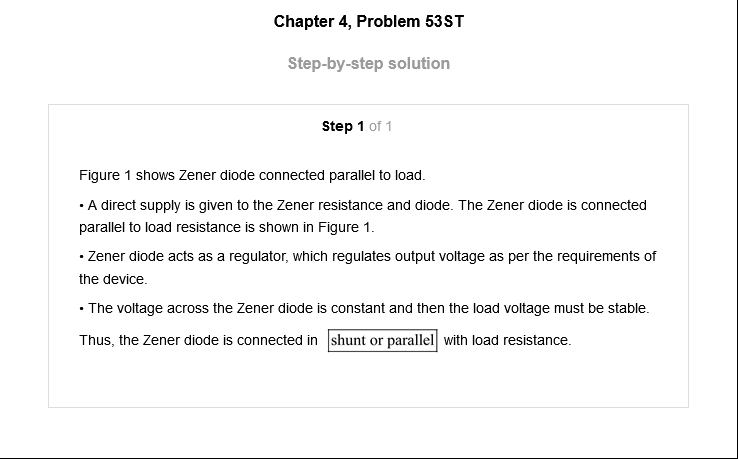 Chapter 4, Problem 53ST
Step-by-step solution
Step 1 of 1
Figure 1 shows Zener diode connected parallel to load.
• A direct supply is given to the Zener resistance and diode. The Zener diode is connected
parallel to load resistance is shown in Figure 1.
• Zener diode acts as a regulator, which regulates output voltage as per the requirements of
the device.
• The voltage across the Zener diode is constant and then the load voltage must be stable.
Thus, the Zener diode is connected in shunt or parallel with load resistance.